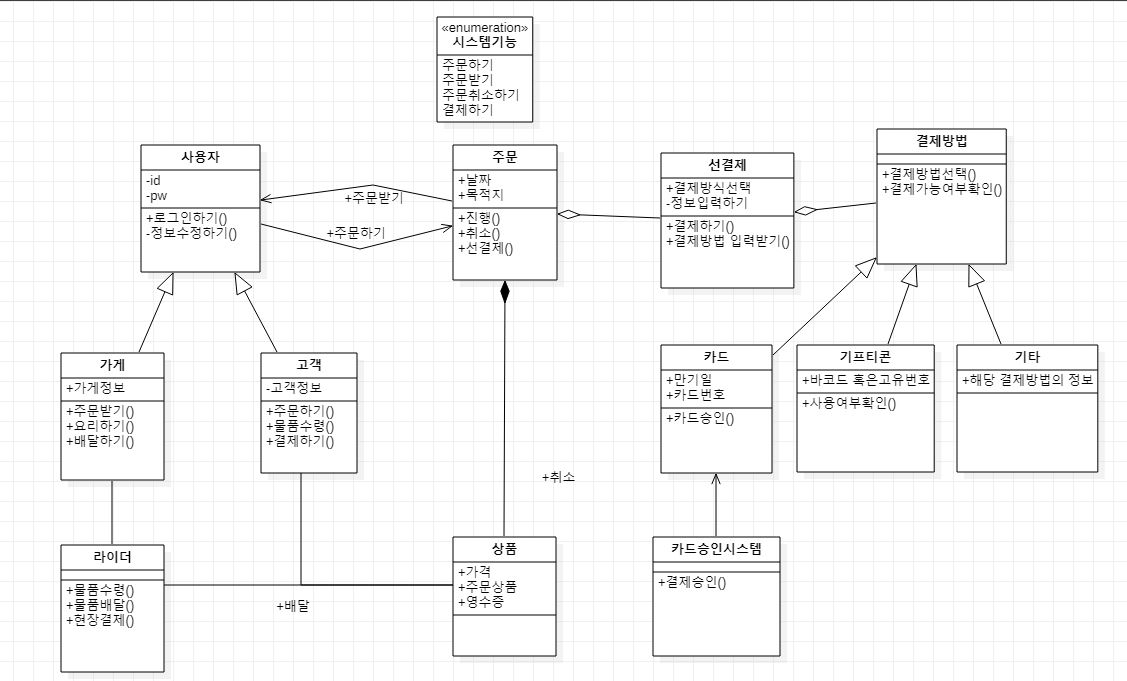 «enumeration»
시스템기능
주문하기
주문받기
주문취소하기
결제하기
사용자
-id
-pw
+로그인하기()
-정보수정하기()
+주문받기
+주문하기
주문
+날짜
+목적지
+진행()
+취소()
+선결제()
선결제
+결제방식선택
-정보입력하기
+결제하기()
+결제방법 입력받기()
결제방법
+결제방법선택()
+결제가능여부확인()
가게
+가게정보
+주문받기()
+요리하기()
+배달하기()
고객
-고객정보
+주문하기()
+물품수령()
+결제하기()
카드
+만기일
+카드번호
+카드승인()
기프티콘
+바코드 혹은고유번호
+사용여부확인()
기타
+해당 결제방법의 정보
+취소
라이더
+물품수령()
+물품배달()
+현장결제()
+배달
상품
+가격
+주문상품
+영수증
카드승인시스템
+결제승인()